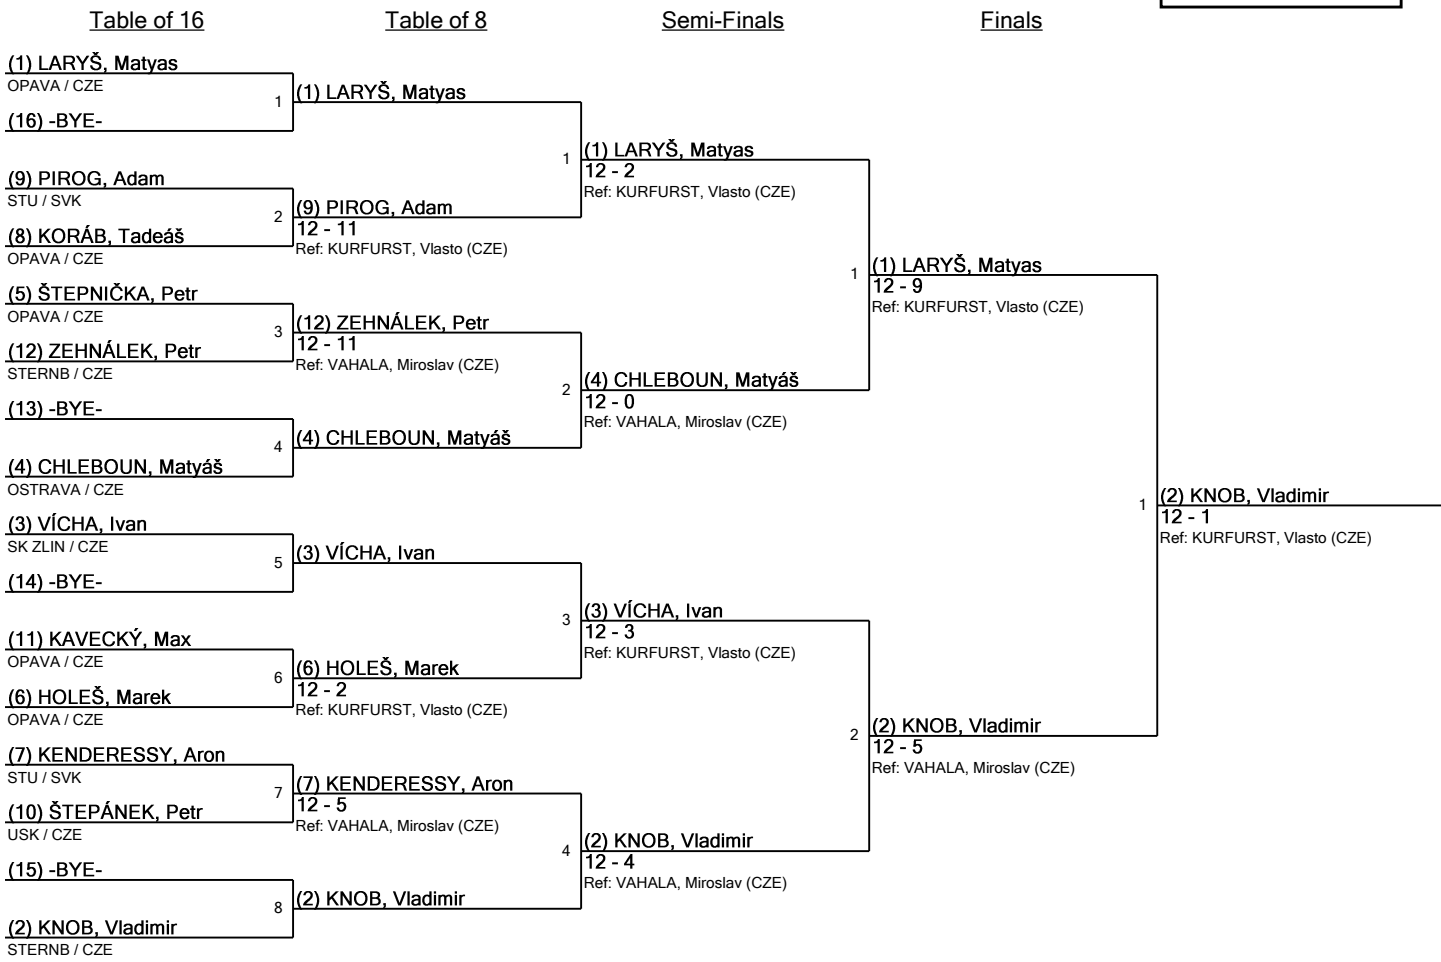 Table of 16
Table of 8
Semi-Finals
Finals
(1) LARYŠ, Matyas
OPAVA / CZE
(16) -BYE-
(9) PIROG, Adam
STU / SVK
(8) KORÁB, Tadeáš
OPAVA / CZE
(5) ŠTEPNIČKA, Petr
OPAVA / CZE
(12) ZEHNÁLEK, Petr
STERNB / CZE
(13) -BYE-
(4) CHLEBOUN, Matyáš
OSTRAVA / CZE
(3) VÍCHA, Ivan
SK ZLIN / CZE
(14) -BYE-
(11) KAVECKÝ, Max
OPAVA / CZE
(6) HOLEŠ, Marek
OPAVA / CZE
(7) KENDERESSY, Aron
STU / SVK
(10) ŠTEPÁNEK, Petr
USK / CZE
(15) -BYE-
(2) KNOB, Vladimir
STERNB / CZE
1
(1) LARYŠ, Matyas
2
(9) PIROG, Adam
12 - 11
Ref: KURFURST, Vlasto (CZE)
3
(12) ZEHNÁLEK, Petr
12 - 11
Ref: VAHALA, Miroslav (CZE)
4
(4) CHLEBOUN, Matyáš
5
(3) VÍCHA, Ivan
6
(6) HOLEŠ, Marek
12 - 2
Ref: KURFURST, Vlasto (CZE)
7
(7) KENDERESSY, Aron
12 - 5
Ref: VAHALA, Miroslav (CZE)
8
(2) KNOB, Vladimir
1
(1) LARYŠ, Matyas
12 - 2
Ref: KURFURST, Vlasto (CZE)
2
(4) CHLEBOUN, Matyáš
12 - 0
Ref: VAHALA, Miroslav (CZE)
3
(3) VÍCHA, Ivan
12 - 3
Ref: KURFURST, Vlasto (CZE)
4
(2) KNOB, Vladimir
12 - 4
Ref: VAHALA, Miroslav (CZE)
1
(1) LARYŠ, Matyas
12 - 9
Ref: KURFURST, Vlasto (CZE)
2
(2) KNOB, Vladimir
12 - 5
Ref: VAHALA, Miroslav (CZE)
1
(2) KNOB, Vladimir
12 - 1
Ref: KURFURST, Vlasto (CZE)